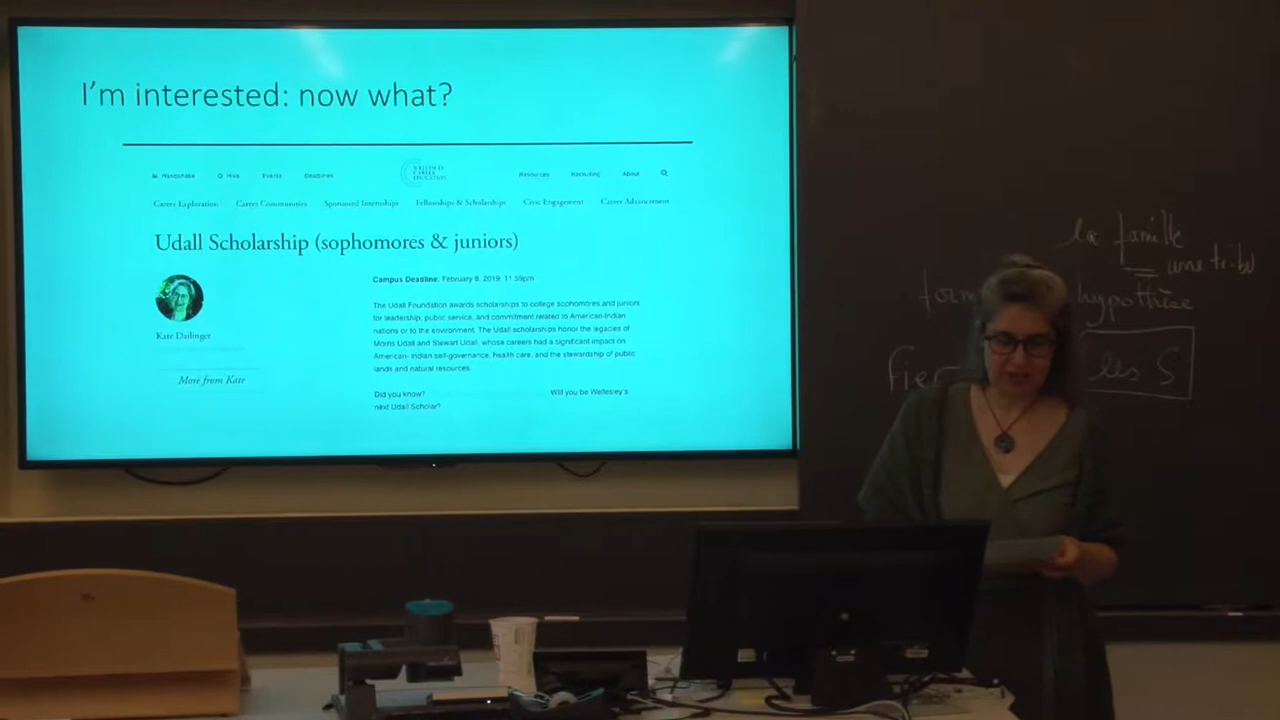 I'm interested: now what?
Handshake Hive Events Deadlines
WELLESLEY
CAREER
EDUCATION
Resources Recruiting About
Career Exploration Career Communities Sponsored Internships Fellowships & Scholarships Civic Engagement Career Advancement
Udall Scholarship (sophomores & juniors)
Kate Dailinger
More from Kate
Campus Deadline: February 8, 2019, 11:59pm
The Udall Foundation awards scholarships to college sophomores and juniors
for leadership, public service, and commitment related to American-Indian
nations or to the environment. The Udall scholarships honor the legacies of
Morris Udall and Stewart Udall, whose careers had a significant impact on
American- Indian self-governance, health care, and the stewardship of public
lands and natural resources.
Did you know? Will you be Wellesley's
next Udall Scholar?
la famille
une tribu
hypothèse
fier les S